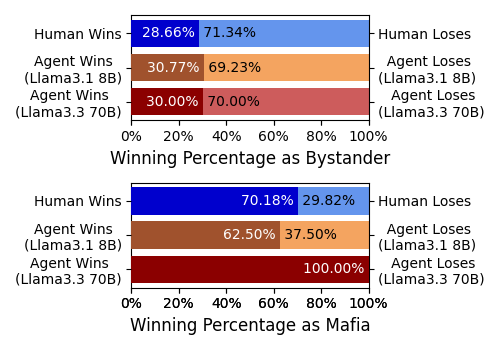 Human Wins 28.66% 71.34% Human Loses
Agent Wins
(Llama3.1 8B) 30.77% 69.23% Agent Loses
(Llama3.1 8B)
Agent Wins
(Llama3.3 70B) 30.00% 70.00% Agent Loses
(Llama3.3 70B)
0% 20% 40% 60% 80% 100%
Winning Percentage as Bystander
Human Wins 70.18% 29.82% Human Loses
Agent Wins
(Llama3.1 8B) 62.50% 37.50% Agent Loses
(Llama3.1 8B)
Agent Wins
(Llama3.3 70B) 100.00% Agent Loses
(Llama3.3 70B)
0% 20% 40% 60% 80% 100%
Winning Percentage as Mafia